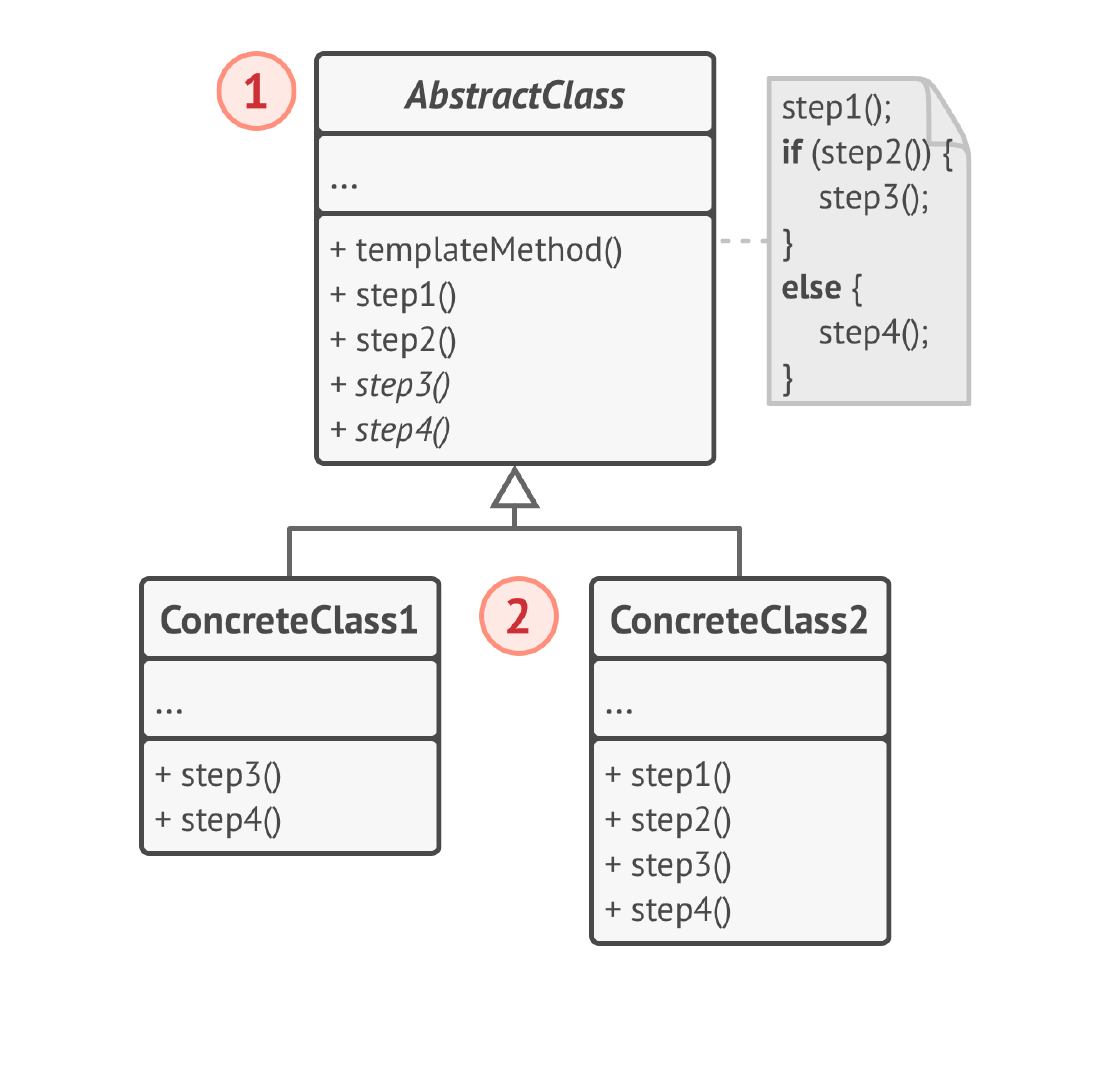 1
AbstractClass
...
+ templateMethod()
+ step1()
+ step2()
+ step3()
+ step4()
step1();
if (step2()) {
step3();
}
else {
step4();
}
2
ConcreteClass1
...
+ step3()
+ step4()
ConcreteClass2
...
+ step1()
+ step2()
+ step3()
+ step4()